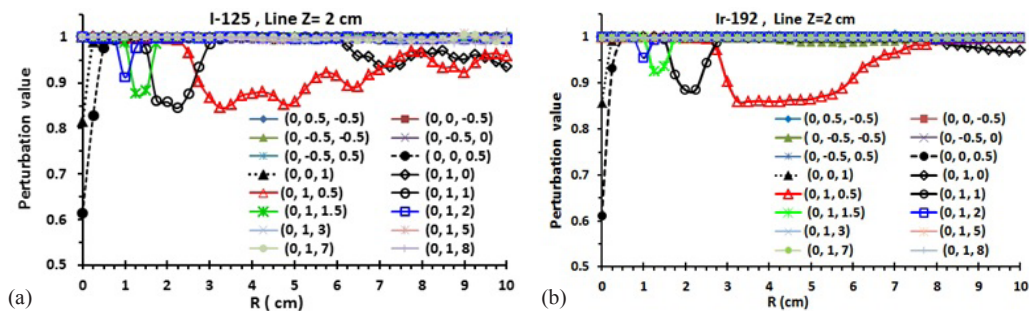 I-125 , Line Z= 2 cm
Perturbation value
1
0.9
0.8
0.7
0.6
0.5
(0, 0.5, -0.5)
(0, 0, -0.5)
( 0, -0.5, -0.5)
(0, -0.5, 0)
(0, -0.5, 0.5)
( 0, 0, 0.5)
(0, 0, 1)
(0, 1, 0)
(0, 1, 0.5)
(0, 1, 1)
(0, 1, 1.5)
(0, 1, 2)
(0, 1, 3)
(0, 1, 5)
(0, 1, 7)
(0, 1, 8)
0 1 2 3 4 5 6 7 8 9 10
R ( cm)
(a)
Ir-192 , Line Z=2 cm
Perturbation value
1
0.9
0.8
0.7
0.6
0.5
(0, 0.5, -0.5)
(0, 0, -0.5)
( 0, -0.5, -0.5)
(0, -0.5, 0)
(0, -0.5, 0.5)
(0, 0, 0.5)
(0, 0, 1)
(0, 1, 0)
(0, 1, 0.5)
(0, 1, 1)
(0, 1, 1.5)
(0, 1, 2)
(0, 1, 3)
(0, 1, 5)
(0, 1, 7)
(0, 1, 8)
0 1 2 3 4 5 6 7 8 9 10
R (cm)
(b)